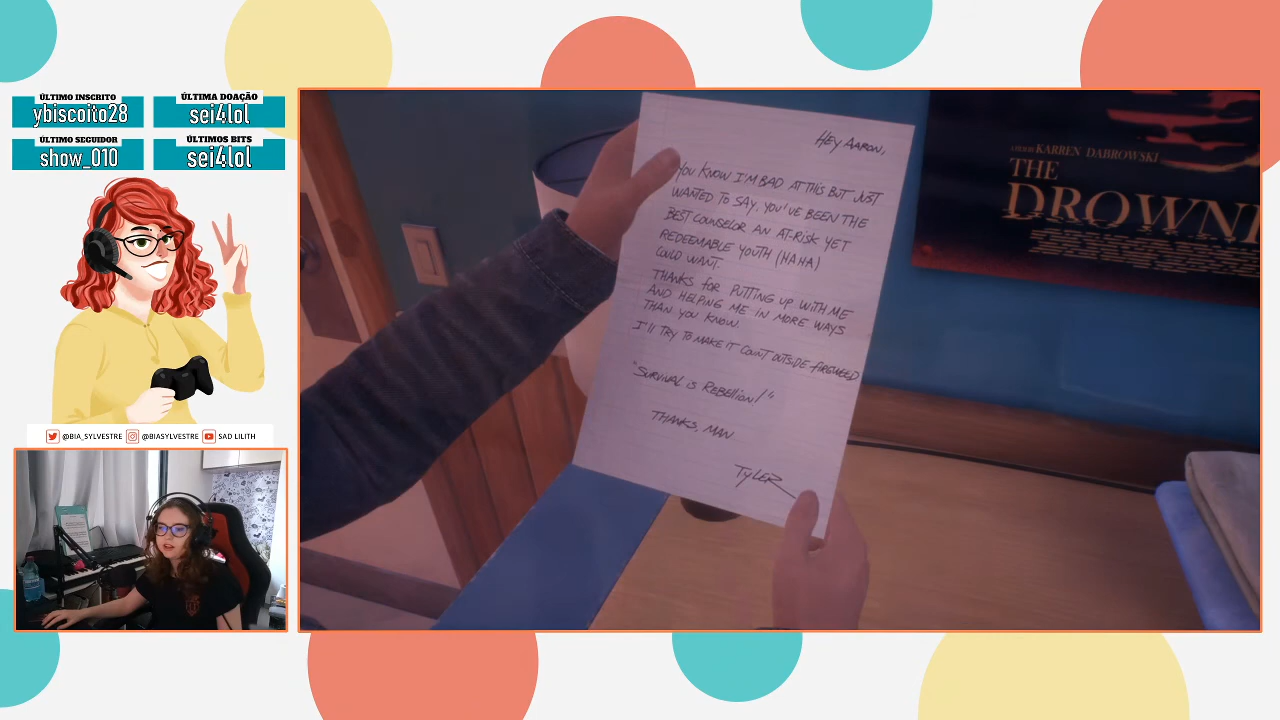 ÚLTIMO INSCRITO
ybiscoito28
ÚLTIMA DOAÇÃO
sei4lol
ÚLTIMO SEGUIDOR
show_010
ÚLTIMOS BITS
sei4lol
@BIA_SYLVESTRE
@BIASYLVESTRE
SAD LILITH
HEY AARON,
YOU KNOW I'M BAD AT THIS BUT JUST
WANTED TO SAY, YOU'VE BEEN THE
BEST COUNSELOR AN AT-RISK YET
REDEEMABLE YOUTH (HAHA)
COULD WANT.
THANKS FOR PUTTING UP WITH ME
AND HELPING ME IN MORE WAYS
THAN YOU KNOW.
I'LL TRY TO MAKE IT COUNT OUTSIDE FIREWEED
"SURVIVAL IS REBELLION!"
THANKS, MAN
TYLER
KARREN DABROWSKI
THE
DROWN